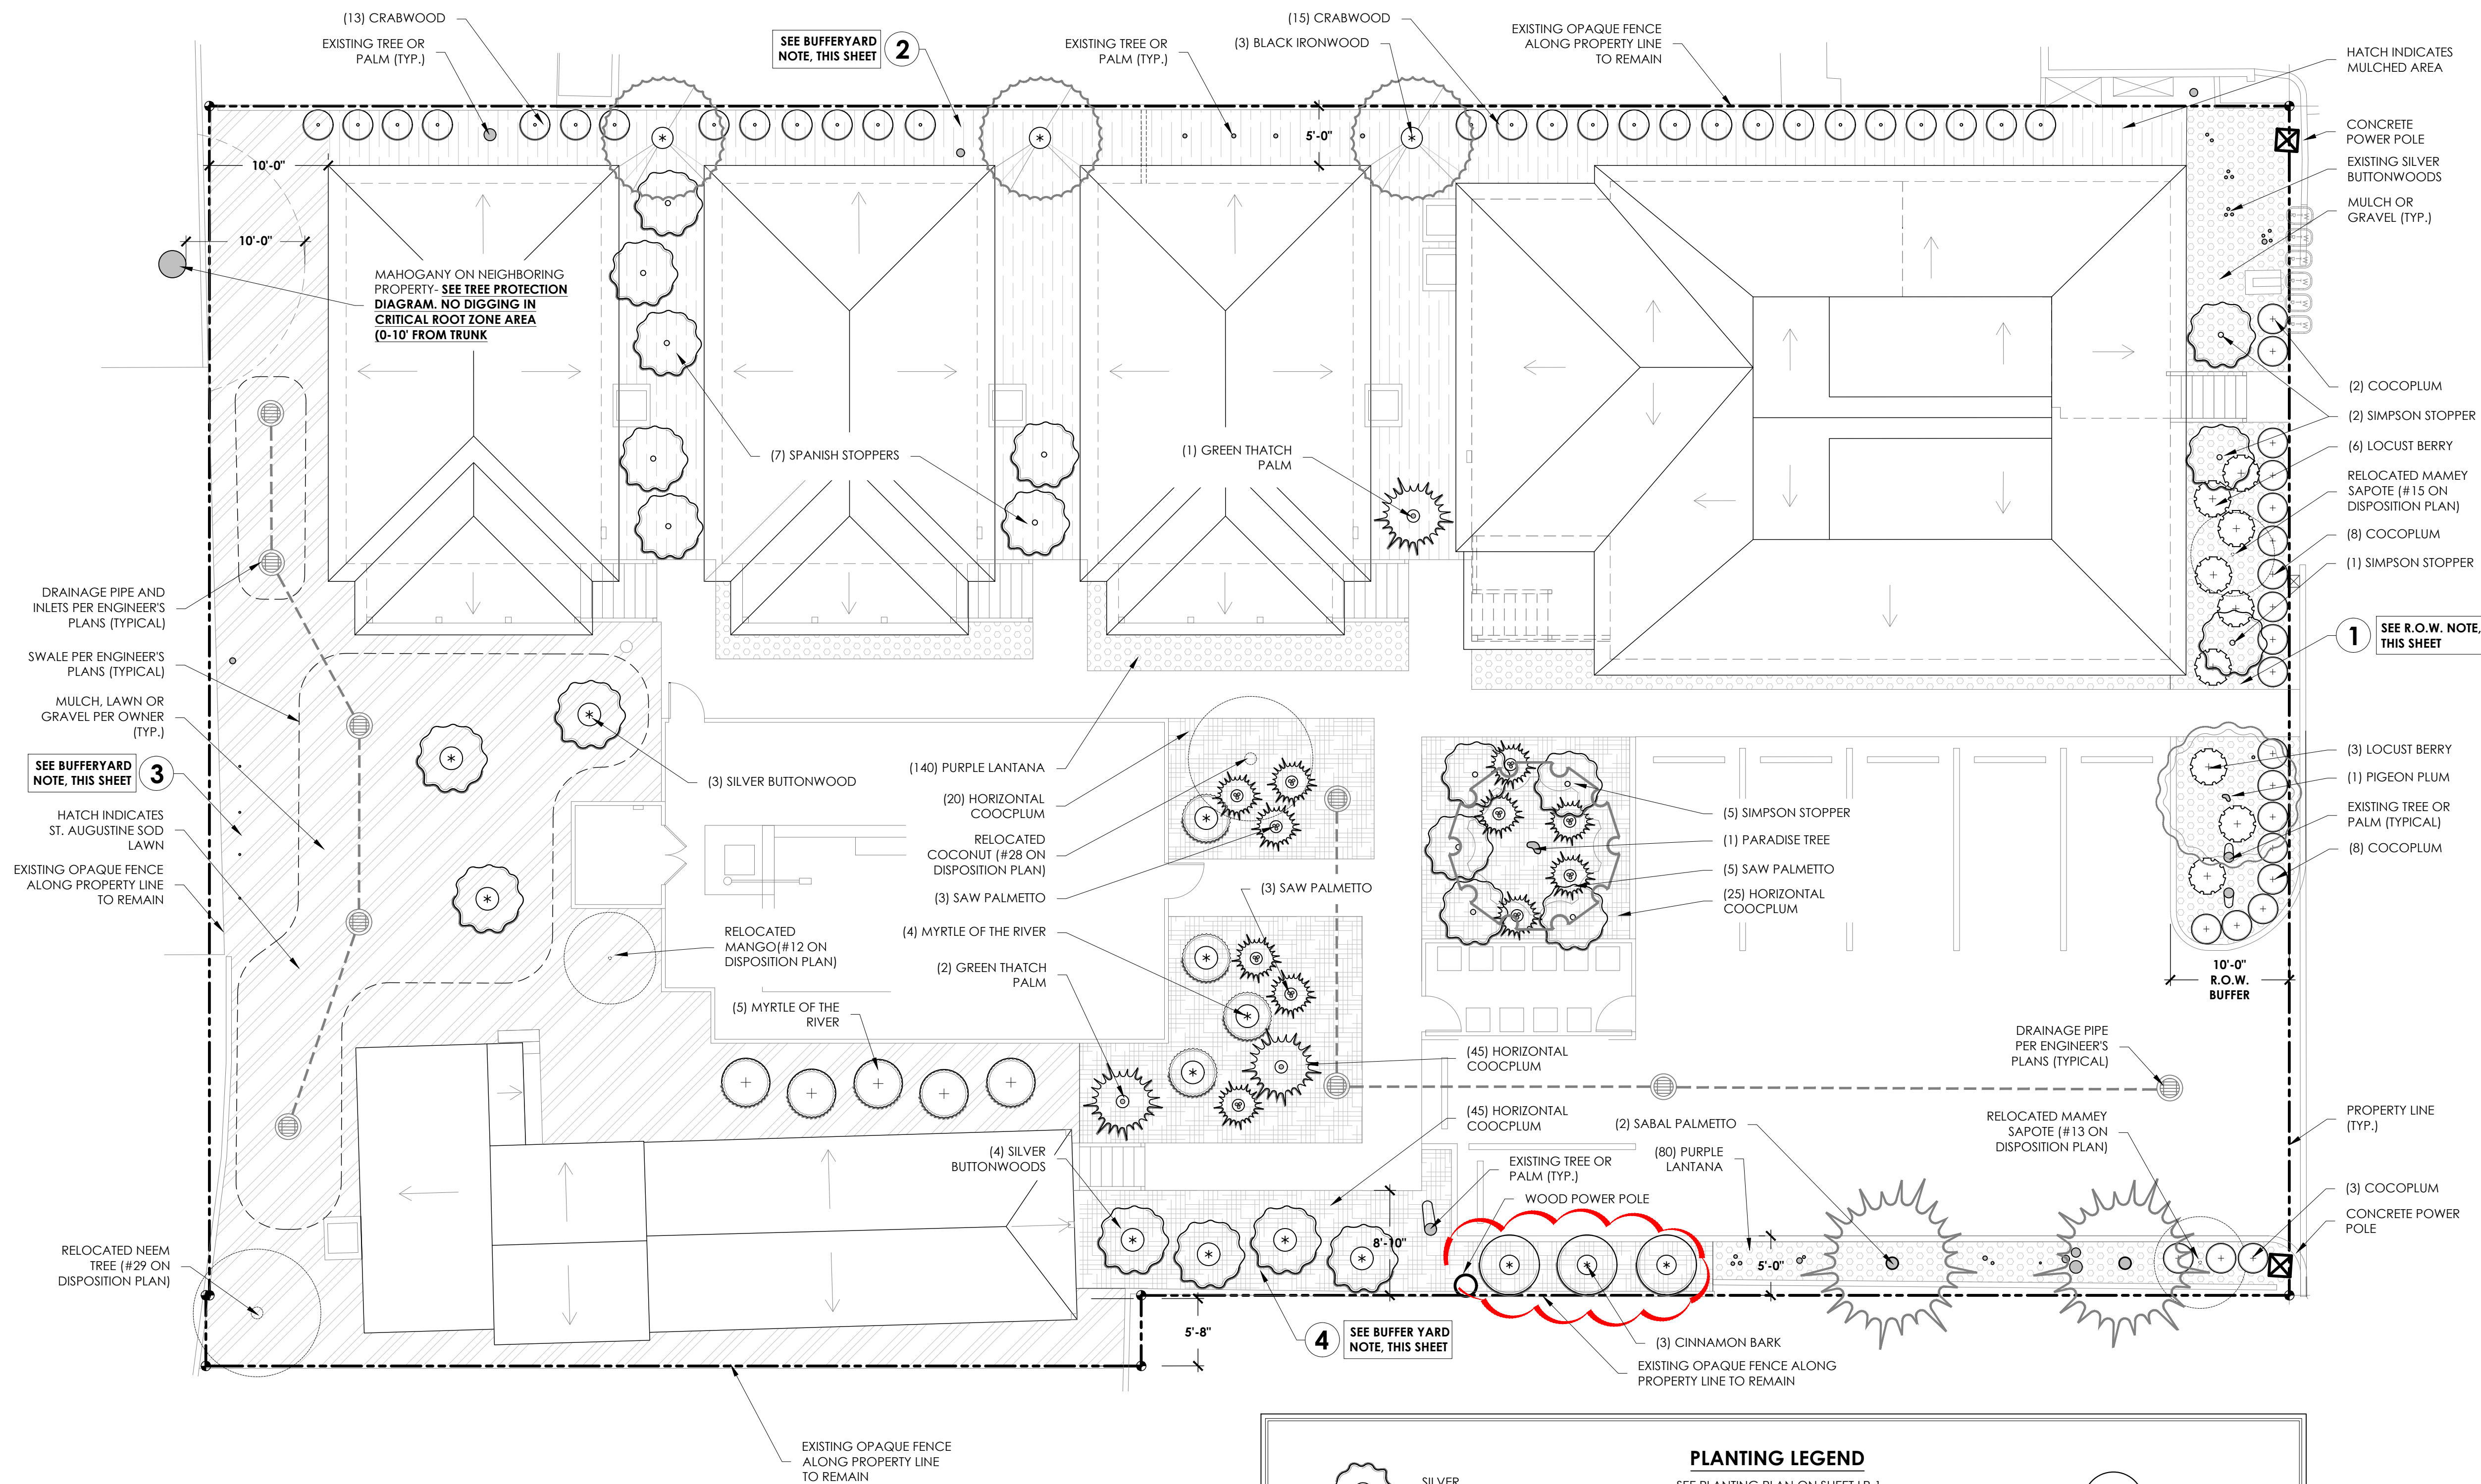 (13) CRABWOOD
EXISTING TREE OR
PALM (TYP.)
SEE BUFFERYARD
NOTE, THIS SHEET
2
EXISTING TREE OR
PALM (TYP.)
(15) CRABWOOD
(3) BLACK IRONWOOD
EXISTING OPAQUE FENCE
ALONG PROPERTY LINE
TO REMAIN
HATCH INDICATES
MULCHED AREA
CONCRETE
POWER POLE
EXISTING SILVER
BUTTONWOODS
MULCH OR
GRAVEL (TYP.)
5'-0"
10'-0"
10'-0"
MAHOGANY ON NEIGHBORING
PROPERTY- SEE TREE PROTECTION
DIAGRAM. NO DIGGING IN
CRITICAL ROOT ZONE AREA
(0-10' FROM TRUNK
(7) SPANISH STOPPERS
(1) GREEN THATCH
PALM
(2) COCOPLUM
(2) SIMPSON STOPPER
(6) LOCUST BERRY
RELOCATED MAMEY
SAPOTE (#15 ON
DISPOSITION PLAN)
(8) COCOPLUM
(1) SIMPSON STOPPER
1
SEE R.O.W. NOTE,
THIS SHEET
DRAINAGE PIPE AND
INLETS PER ENGINEER'S
PLANS (TYPICAL)
SWALE PER ENGINEER'S
PLANS (TYPICAL)
MULCH, LAWN OR
GRAVEL PER OWNER
(TYP.)
SEE BUFFERYARD
NOTE, THIS SHEET
3
HATCH INDICATES
ST. AUGUSTINE SOD
LAWN
EXISTING OPAQUE FENCE
ALONG PROPERTY LINE
TO REMAIN
(3) SILVER BUTTONWOOD
(140) PURPLE LANTANA
(20) HORIZONTAL
COOCPLUM
RELOCATED
COCONUT (#28 ON
DISPOSITION PLAN)
(3) SAW PALMETTO
(4) MYRTLE OF THE RIVER
(2) GREEN THATCH
PALM
(3) SAW PALMETTO
(5) SIMPSON STOPPER
(1) PARADISE TREE
(5) SAW PALMETTO
(25) HORIZONTAL
COOCPLUM
(3) LOCUST BERRY
(1) PIGEON PLUM
EXISTING TREE OR
PALM (TYPICAL)
(8) COCOPLUM
10'-0"
R.O.W.
BUFFER
RELOCATED
MANGO(#12 ON
DISPOSITION PLAN)
(5) MYRTLE OF THE
RIVER
(45) HORIZONTAL
COOCPLUM
(45) HORIZONTAL
COOCPLUM
DRAINAGE PIPE
PER ENGINEER'S
PLANS (TYPICAL)
(2) SABAL PALMETTO
RELOCATED MAMEY
SAPOTE (#13 ON
DISPOSITION PLAN)
PROPERTY LINE
(TYP.)
(4) SILVER
BUTTONWOODS
EXISTING TREE OR
PALM (TYP.)
(80) PURPLE
LANTANA
WOOD POWER POLE
(3) COCOPLUM
CONCRETE POWER
POLE
8'-10"
5'-0"
RELOCATED NEEM
TREE (#29 ON
DISPOSITION PLAN)
5'-8"
4
SEE BUFFER YARD
NOTE, THIS SHEET
(3) CINNAMON BARK
EXISTING OPAQUE FENCE ALONG
PROPERTY LINE TO REMAIN
EXISTING OPAQUE FENCE
ALONG PROPERTY LINE
TO REMAIN
PLANTING LEGEND